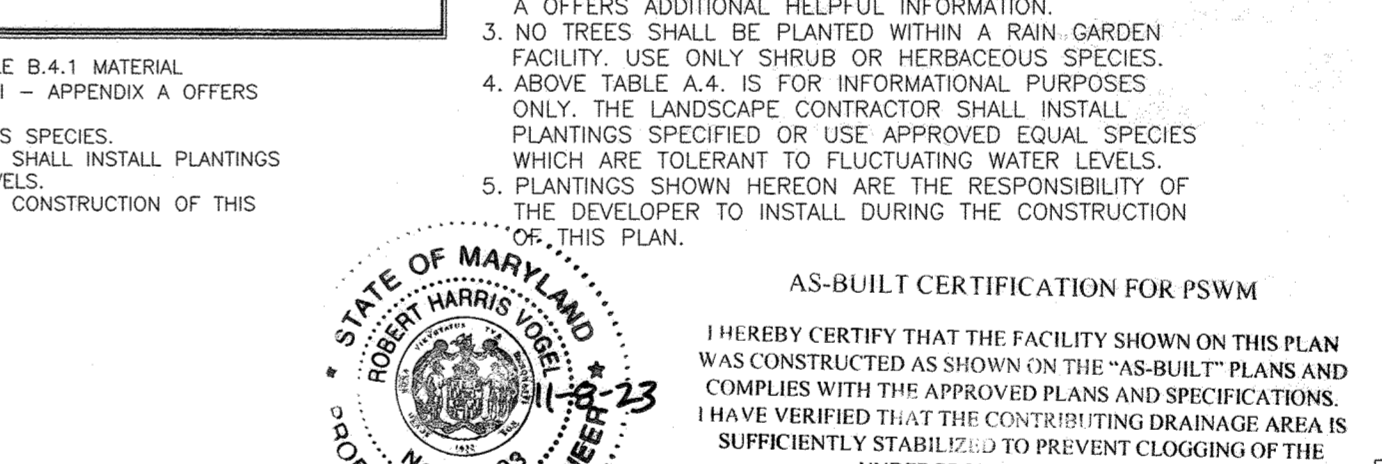 A OFFERS ADDITIONAL HELPFUL INFORMATION.
3. NO TREES SHALL BE PLANTED WITHIN A RAIN GARDEN
FACILITY. USE ONLY SHRUB OR HERBACEOUS SPECIES.
4. ABOVE TABLE A.4. IS FOR INFORMATIONAL PURPOSES
ONLY. THE LANDSCAPE CONTRACTOR SHALL INSTALL
PLANTINGS SPECIFIED OR USE APPROVED EQUAL SPECIES
WHICH ARE TOLERANT TO FLUCTUATING WATER LEVELS.
5. PLANTINGS SHOWN HEREON ARE THE RESPONSIBILITY OF
THE DEVELOPER TO INSTALL DURING THE CONSTRUCTION
OF THIS PLAN.
B.4.1 MATERIAL
– APPENDIX A OFFERS
S SPECIES.
SHALL INSTALL PLANTINGS
CONSTRUCTION OF THIS
STATE OF MARYLAND
ROBERT HARRIS VOGEL
11-8-23
AS-BUILT CERTIFICATION FOR PSWM
I HEREBY CERTIFY THAT THE FACILITY SHOWN ON THIS PLAN
WAS CONSTRUCTED AS SHOWN ON THE "AS-BUILT" PLANS AND
COMPLIES WITH THE APPROVED PLANS AND SPECIFICATIONS.
I HAVE VERIFIED THAT THE CONTRIBUTING DRAINAGE AREA IS
SUFFICIENTLY STABILIZED TO PREVENT CLOGGING OF THE